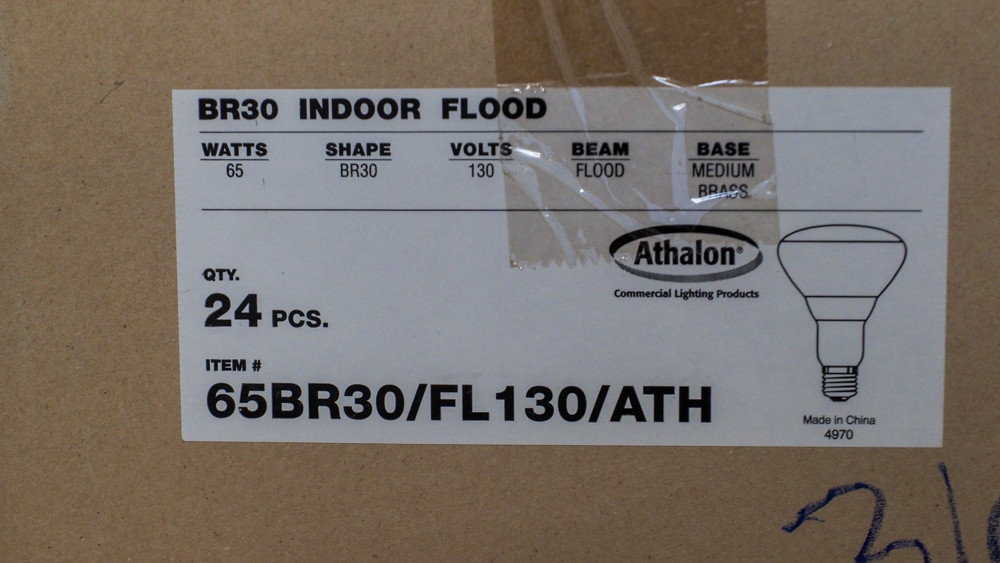 BR30 INDOOR FLOOD
WATTS SHAPE VOLTS BEAM BASE
65 BR30 130 FLOOD MEDIUM
BRASS
Athalon®
Commercial Lighting Products
QTY.
24 PCS.
ITEM #
65BR30/FL130/ATH
Made in China
4970